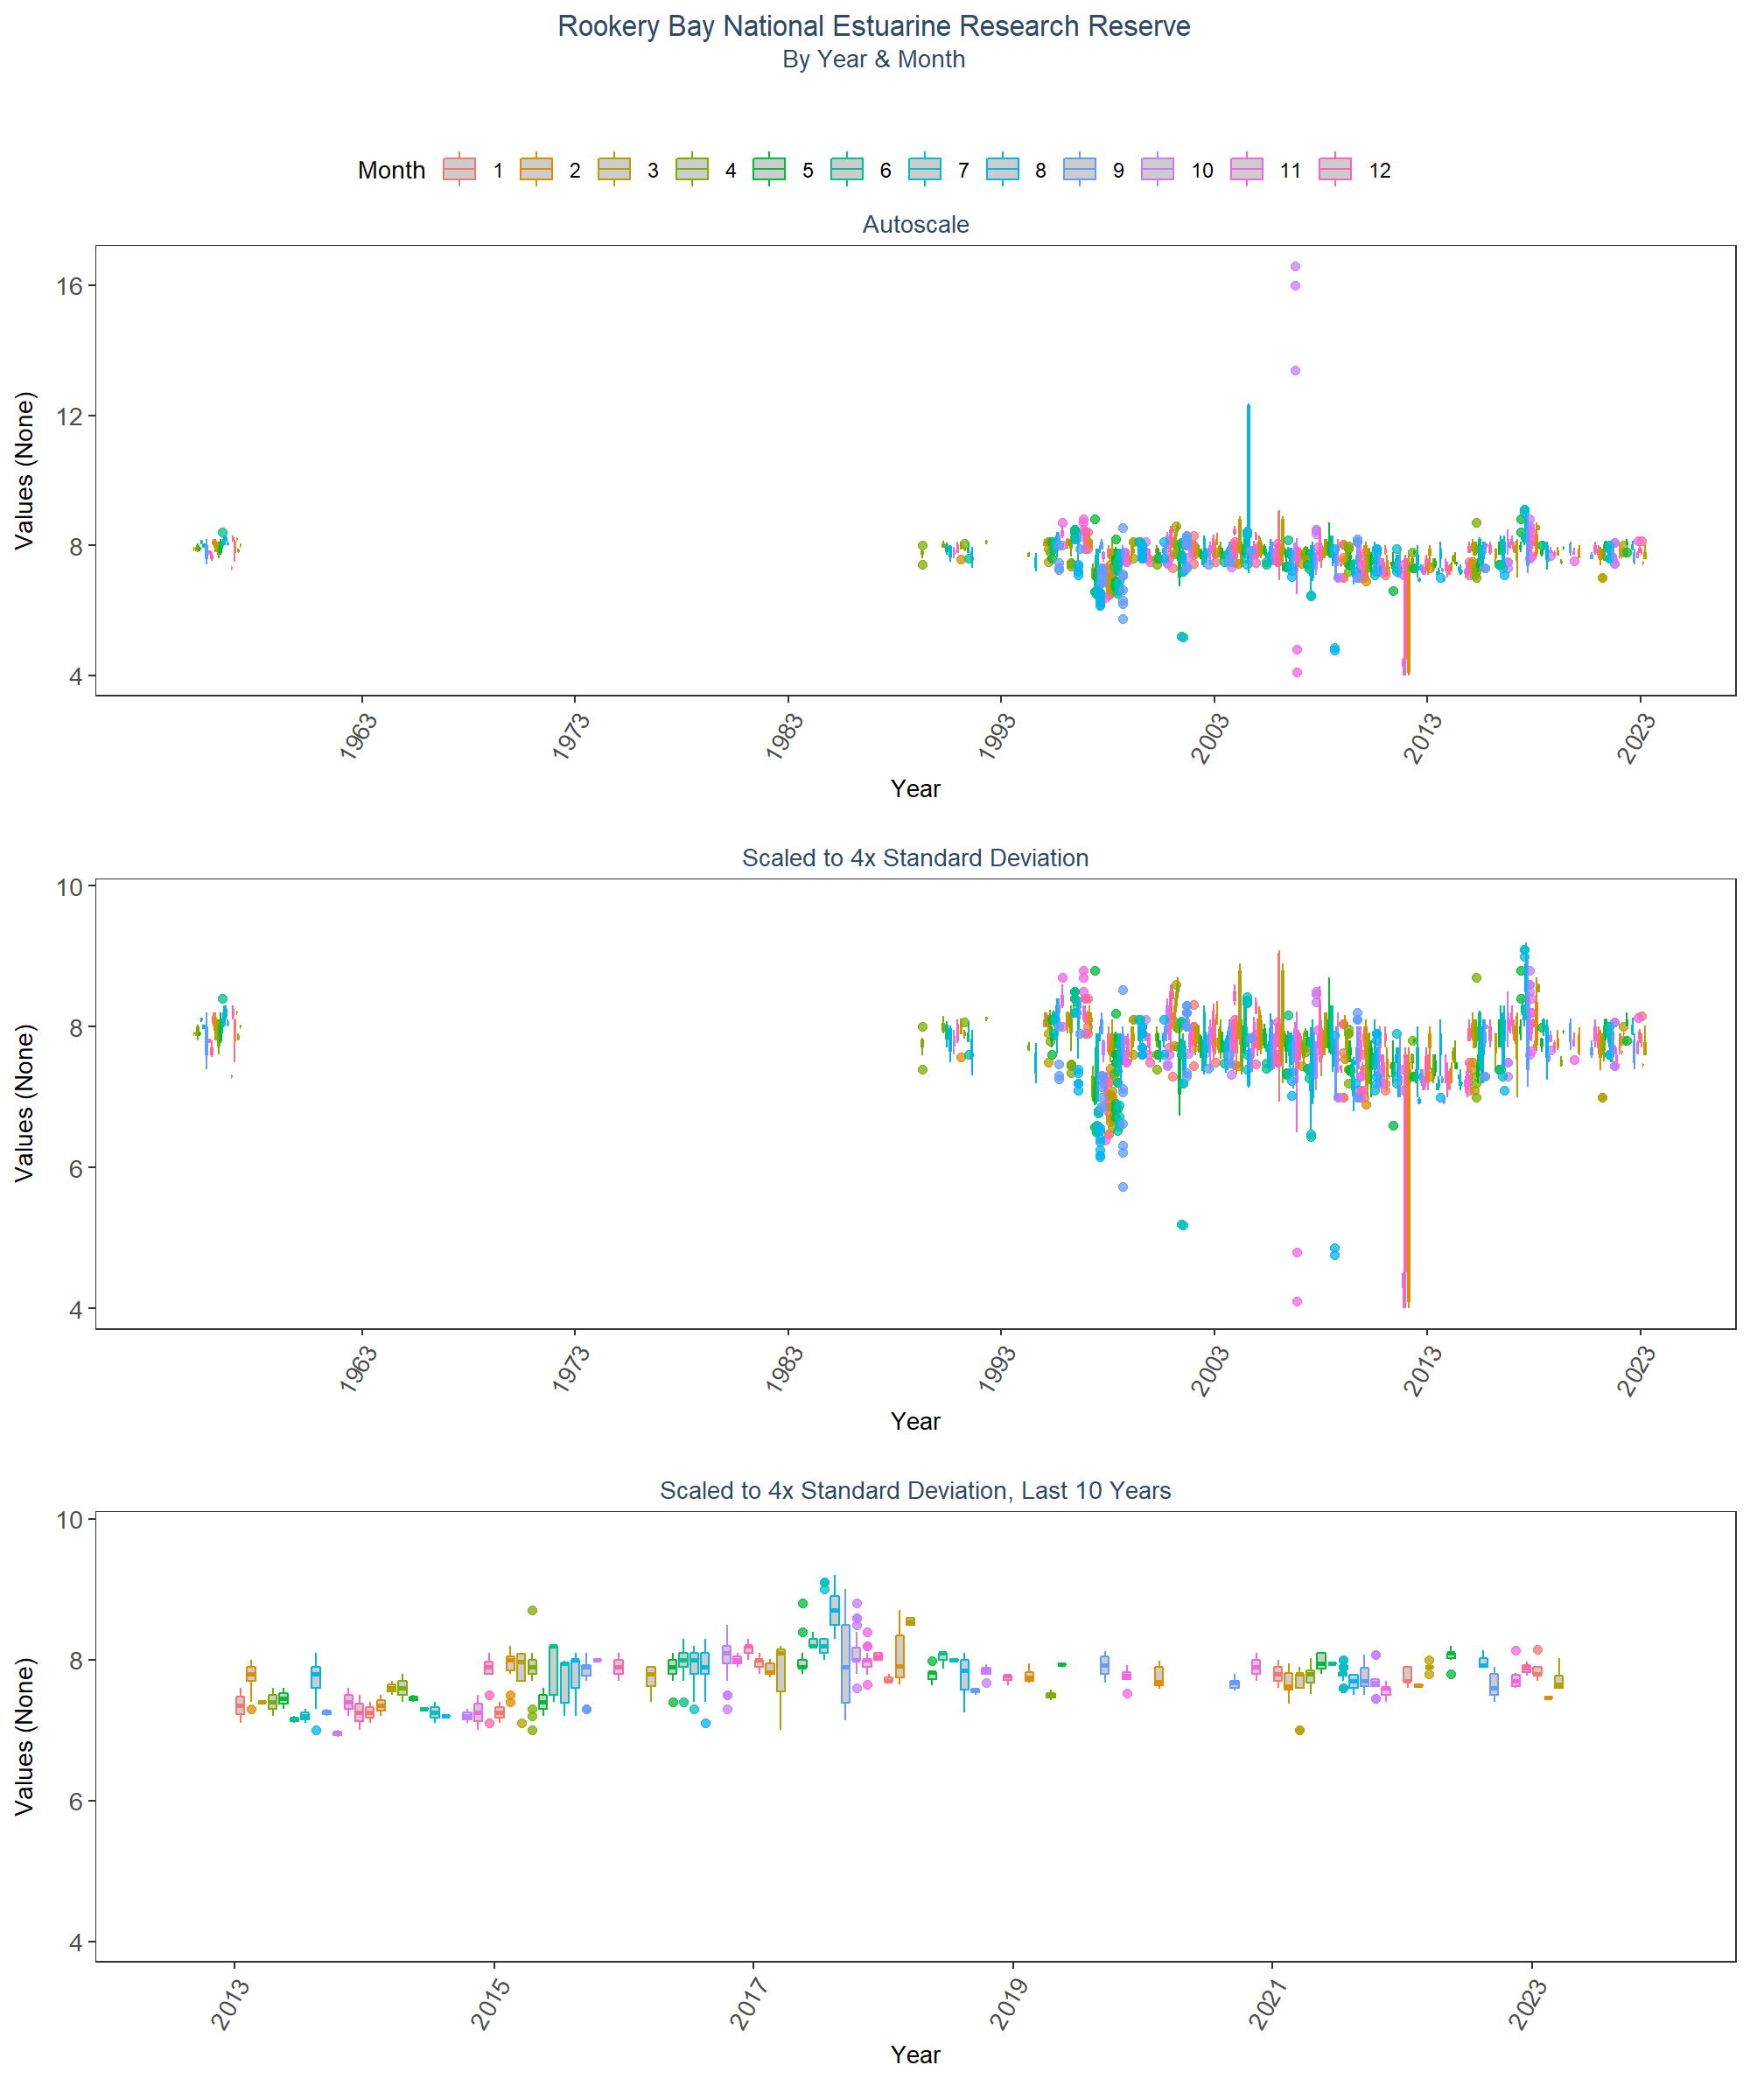 Rookery Bay National Estuarine Research Reserve
By Year & Month
Month 1 2 3 4 5 6 7 8 9 10 11 12
Autoscale
Values (None)
16
12
8
4
1963 1973 1983 1993 2003 2013 2023
Year
Scaled to 4x Standard Deviation
Values (None)
10
8
6
4
1963 1973 1983 1993 2003 2013 2023
Year
Scaled to 4x Standard Deviation, Last 10 Years
Values (None)
10
8
6
4
2013 2015 2017 2019 2021 2023
Year